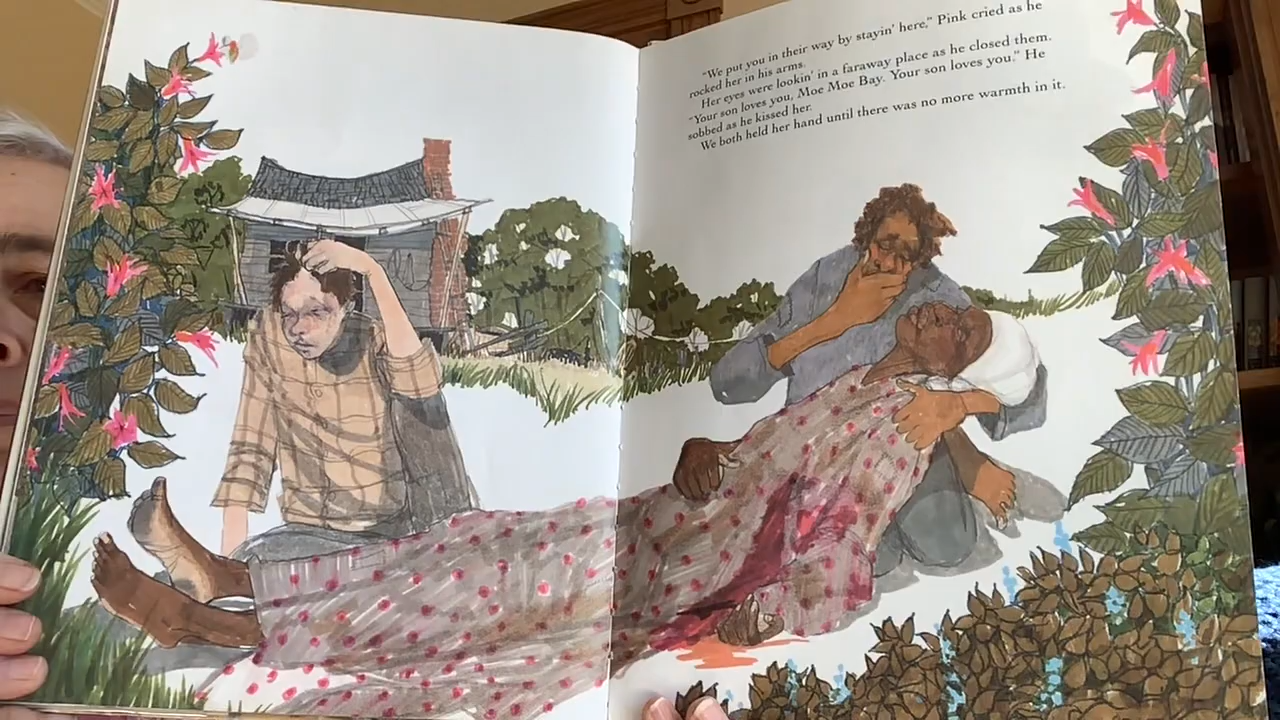 "We put you in their way by stayin' here," Pink cried as he
rocked her in his arms.
Her eyes were lookin' in a faraway place as he closed them.
"Your son loves you, Moe Moe Bay. Your son loves you." He
sobbed as he kissed her.
We both held her hand until there was no more warmth in it.